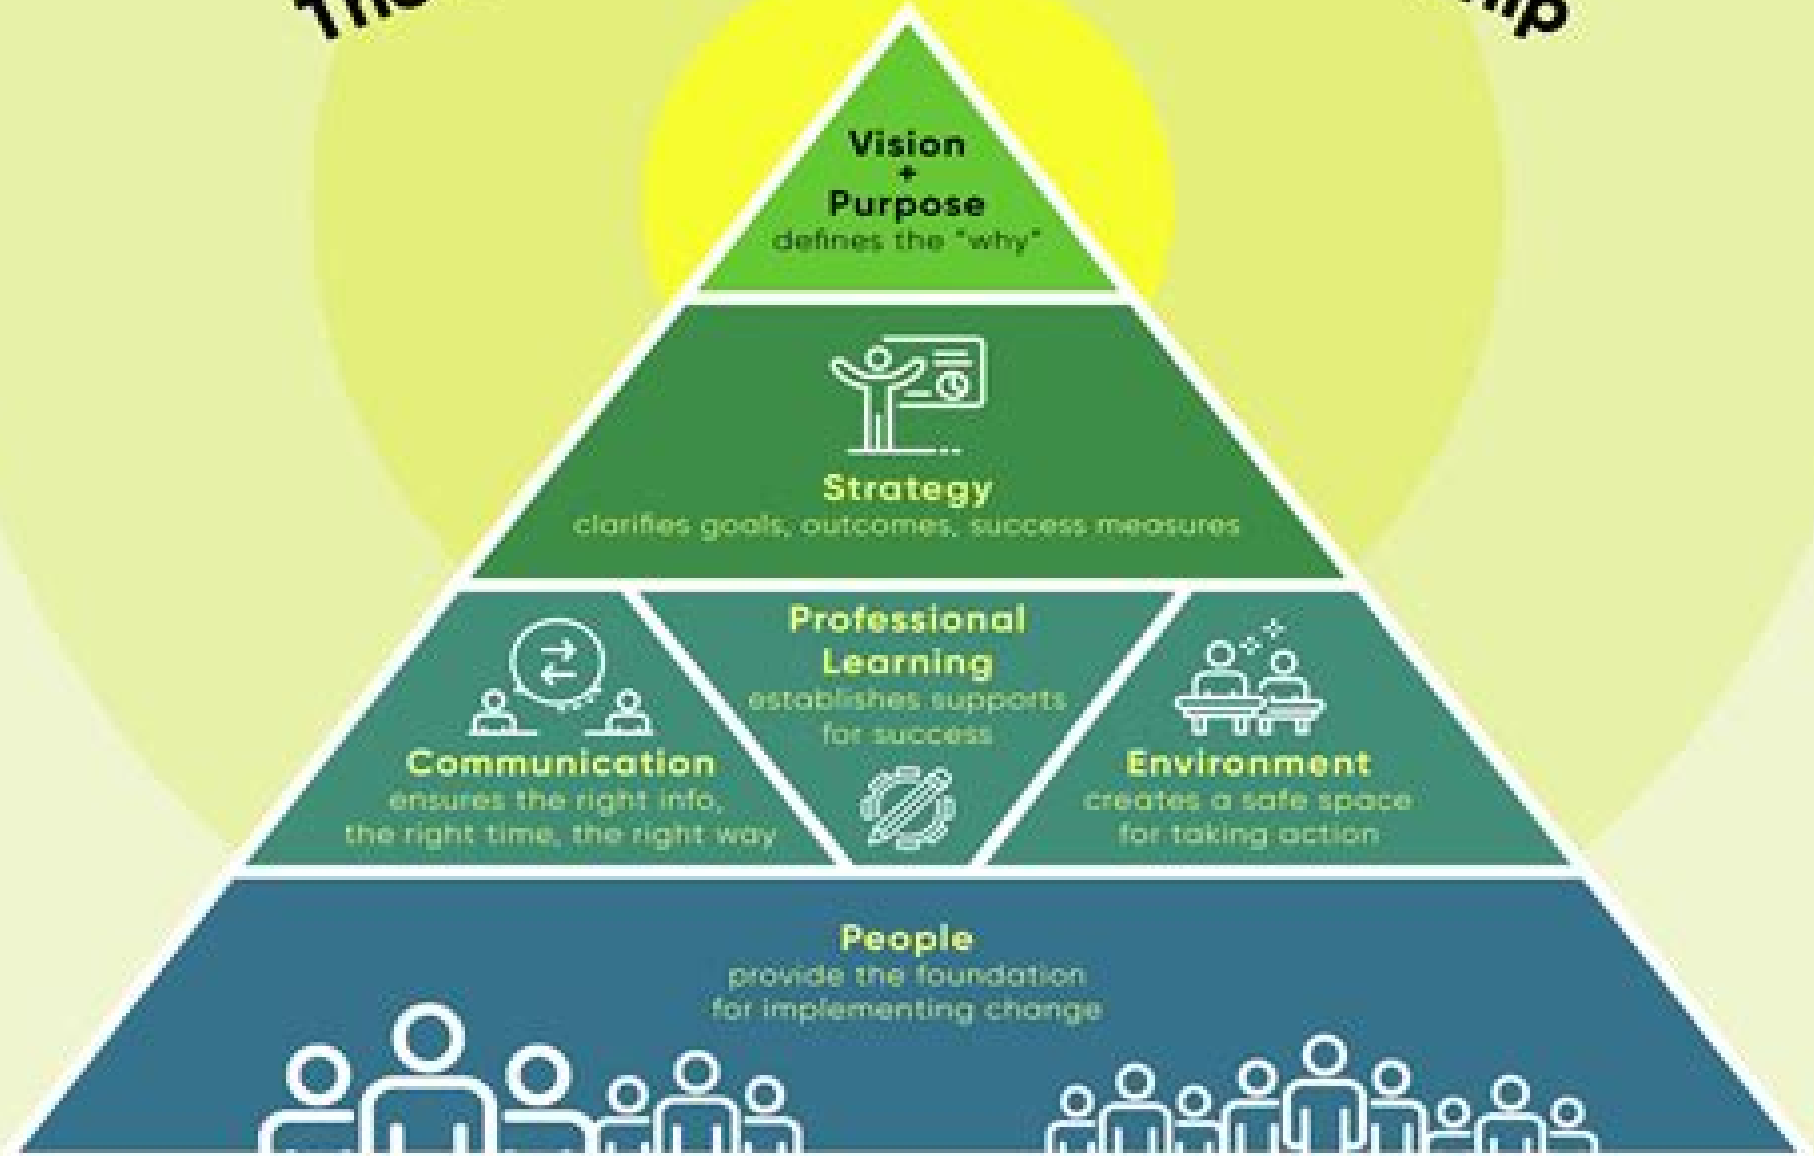 Vision
+
Purpose
defines the "why"
Strategy
clarifies goals, outcomes, success measures
Professional
Learning
establishes supports
for success
Communication
ensures the right info,
the right time, the right way
Environment
creates a safe space
for taking action
People
provide the foundation
for implementing change